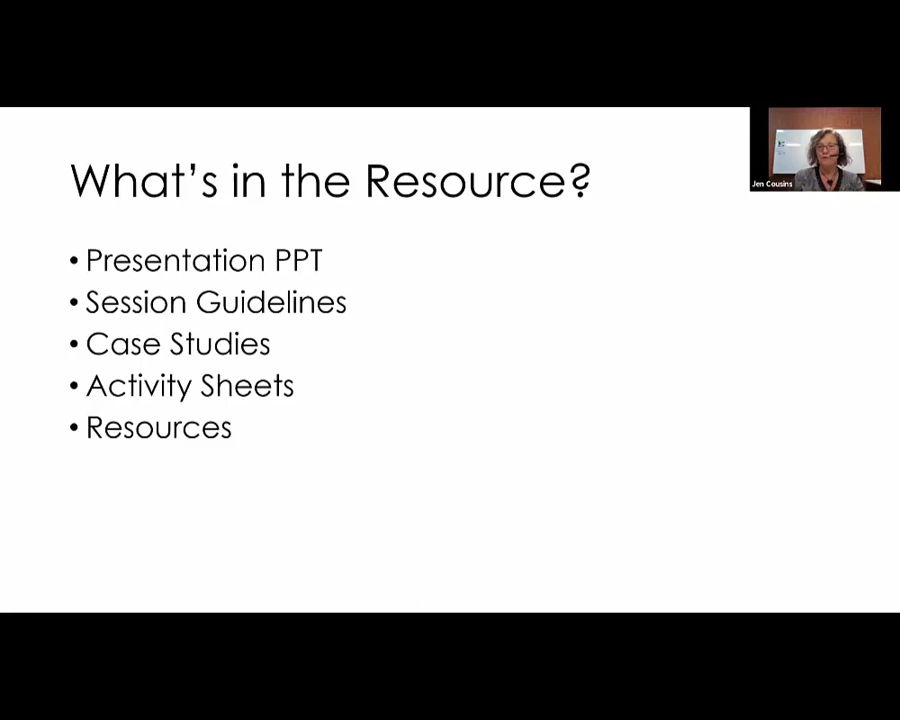 What's in the Resource?
• Presentation PPT
• Session Guidelines
• Case Studies
• Activity Sheets
• Resources
Jen Cousins